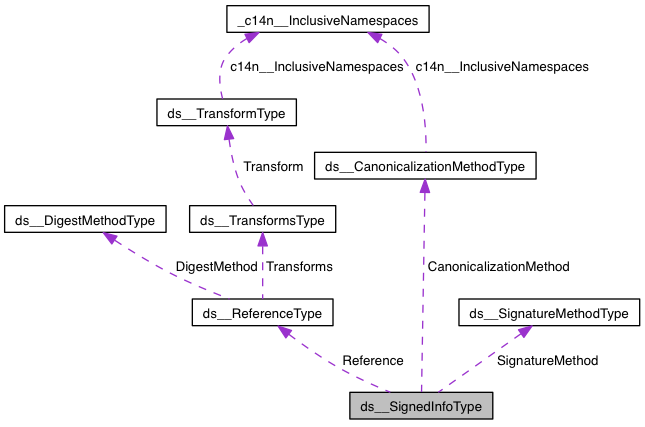 _c14n__InclusiveNamespaces
c14n__InclusiveNamespaces
c14n__InclusiveNamespaces
ds__TransformType
ds__CanonicalizationMethodType
Transform
ds__DigestMethodType
ds__TransformsType
DigestMethod
Transforms
CanonicalizationMethod
ds__ReferenceType
ds__SignatureMethodType
Reference
SignatureMethod
ds__SignedInfoType